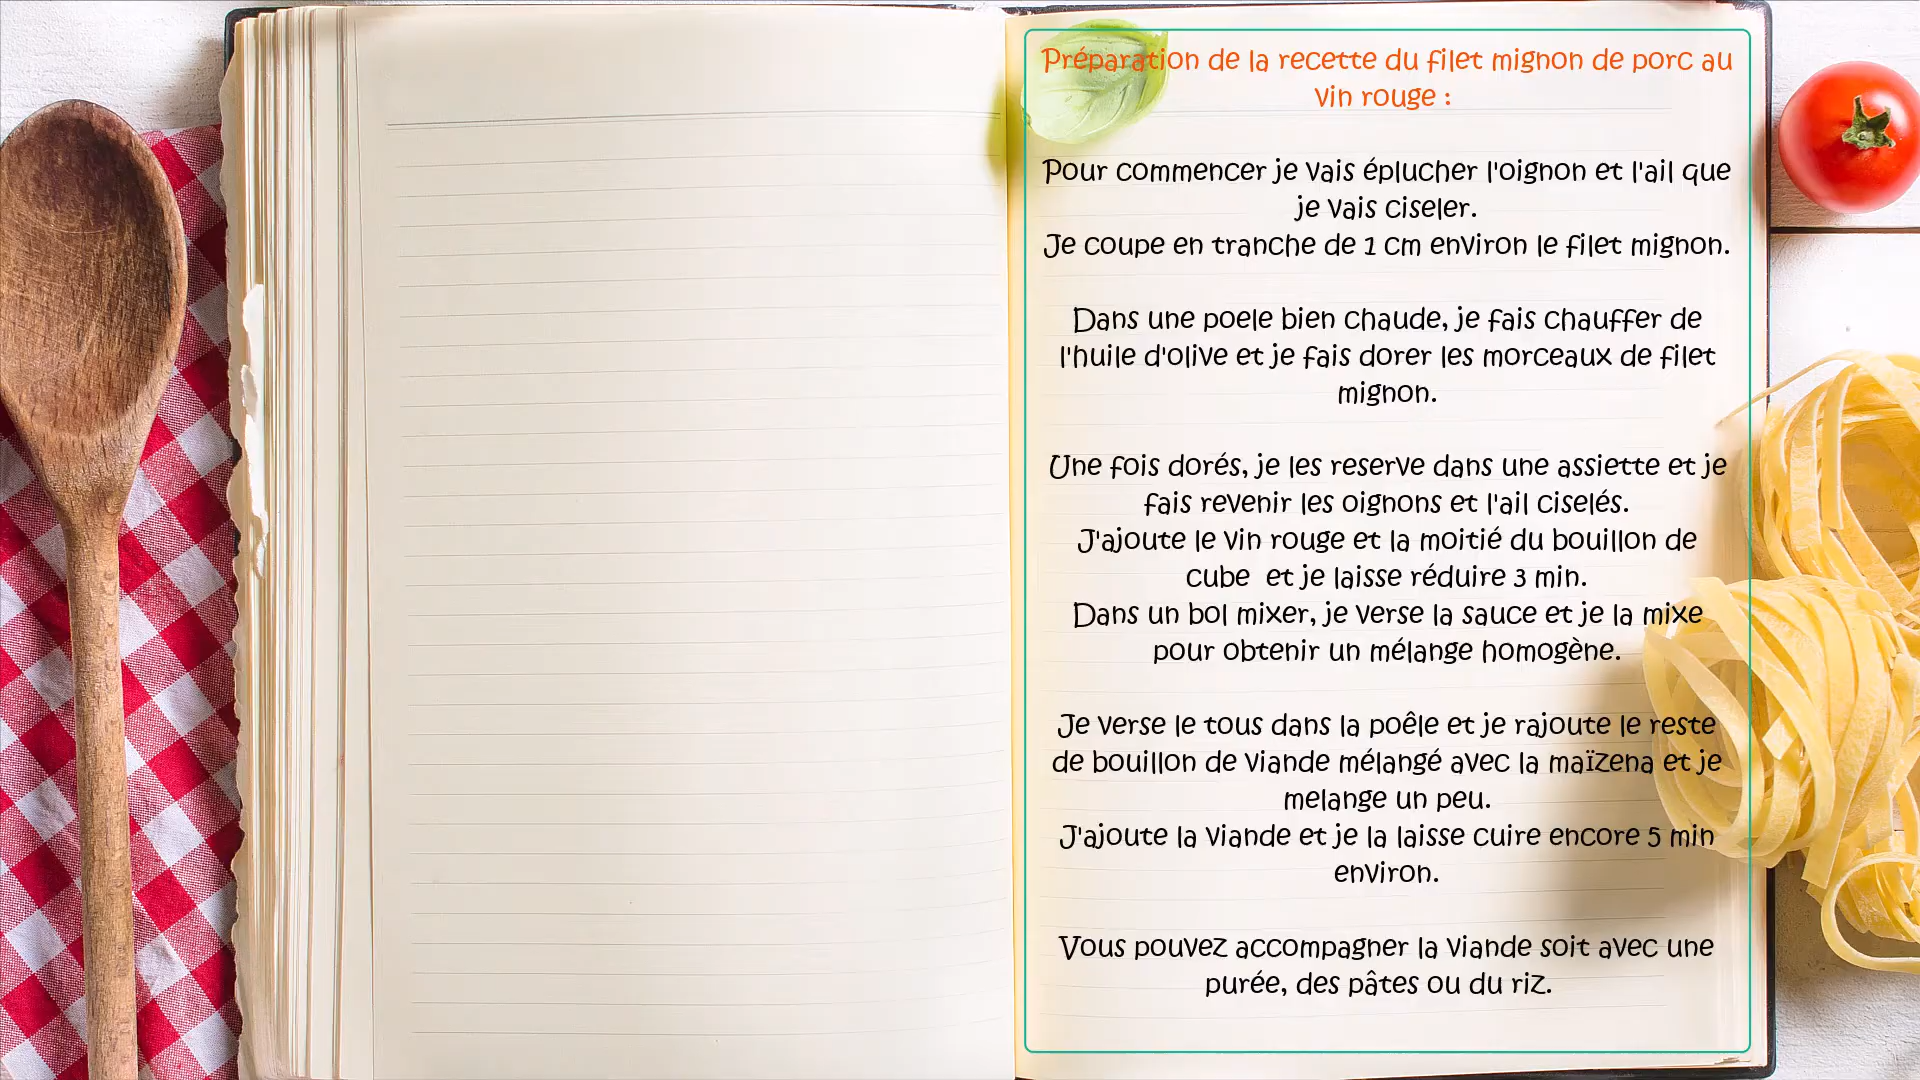 Préparation de la recette du filet mignon de porc au
vin rouge :
Pour commencer je vais éplucher l'oignon et l'ail que
je vais ciseler.
Je coupe en tranche de 1 cm environ le filet mignon.
Dans une poele bien chaude, je fais chauffer de
l'huile d'olive et je fais dorer les morceaux de filet
mignon.
Une fois dorés, je les reserve dans une assiette et je
fais revenir les oignons et l'ail ciselés.
J'ajoute le vin rouge et la moitié du bouillon de
cube  et je laisse réduire 3 min.
Dans un bol mixer, je verse la sauce et je la mixe
pour obtenir un mélange homogène.
Je verse le tous dans la poêle et je rajoute le reste
de bouillon de viande mélangé avec la maïzena et je
melange un peu.
J'ajoute la viande et je la laisse cuire encore 5 min
environ.
Vous pouvez accompagner la viande soit avec une
purée, des pâtes ou du riz.